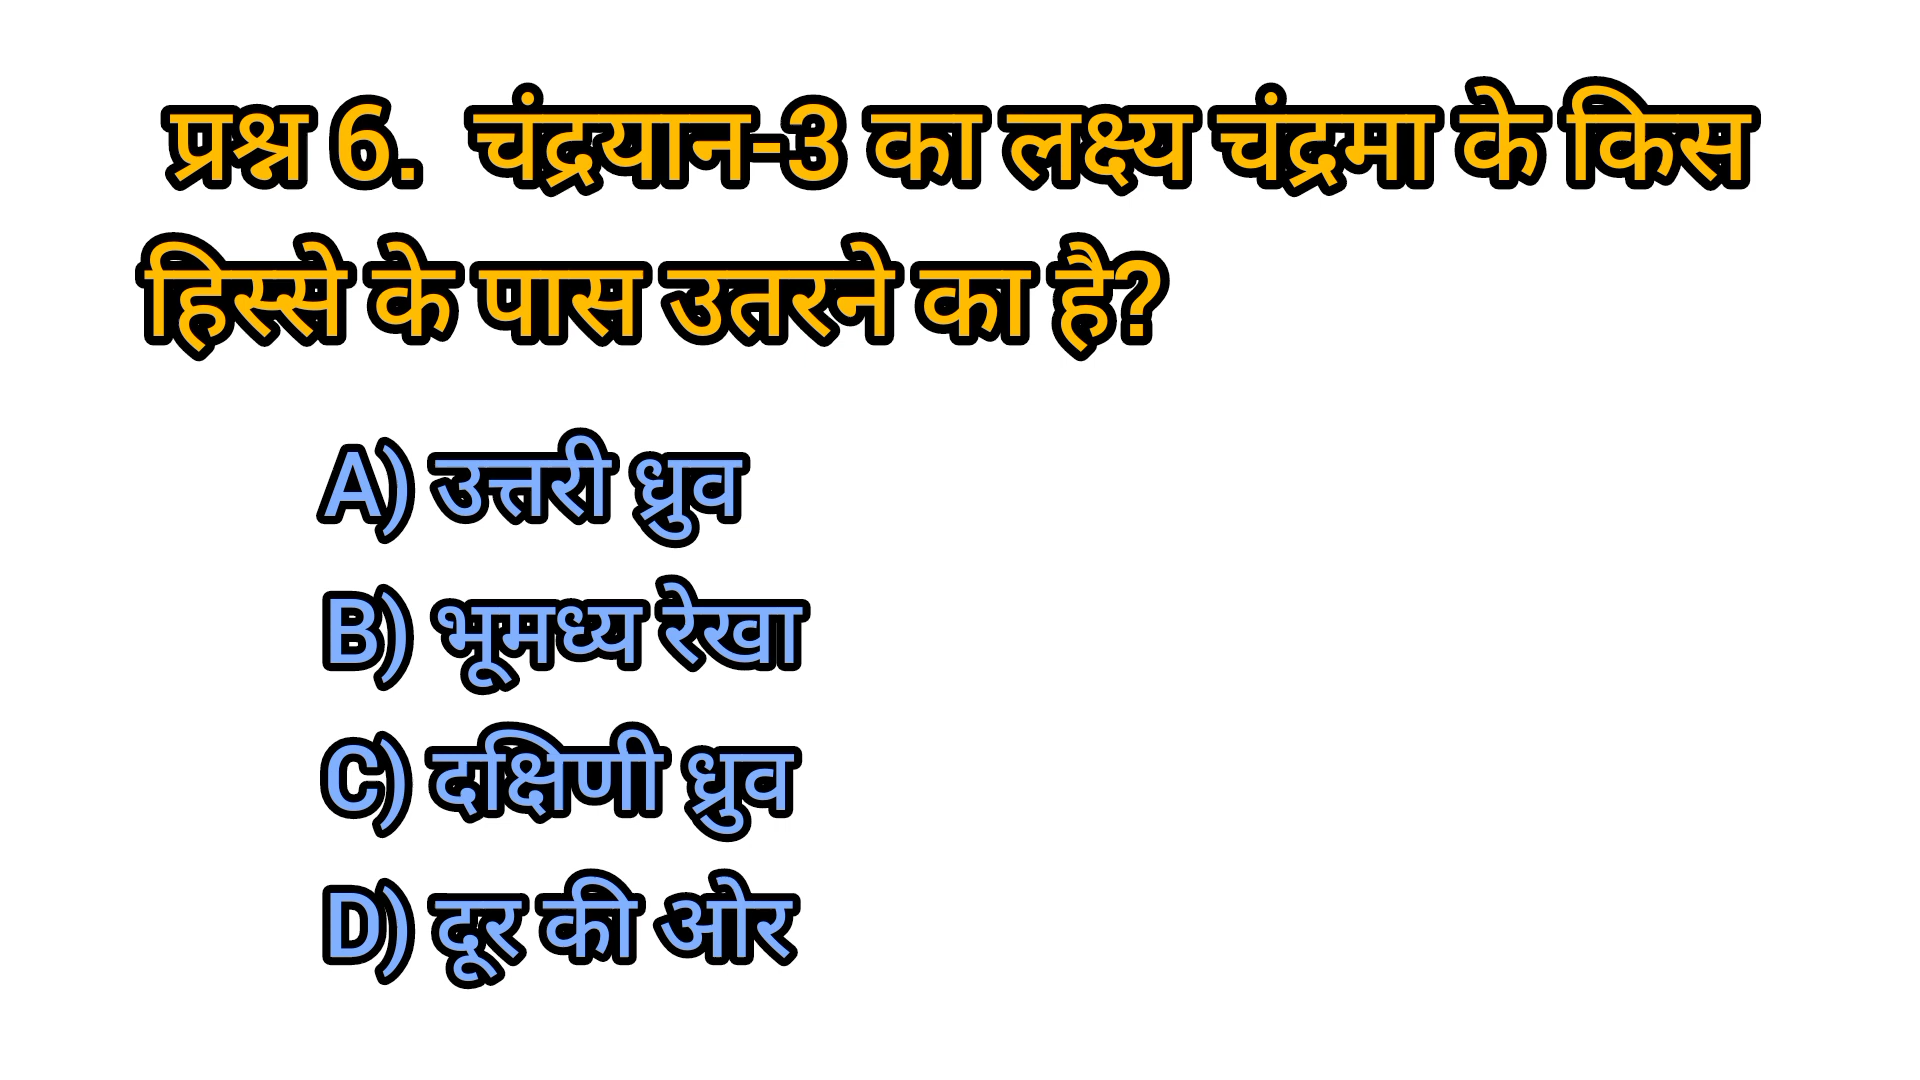 प्रश्न 6. चंद्रयान-3 का लक्ष्य चंद्रमा के किस
हिस्से के पास उतरने का है?
A) उत्तरी ध्रुव
B) भूमध्य रेखा
C) दक्षिणी ध्रुव
D) दूर की ओर